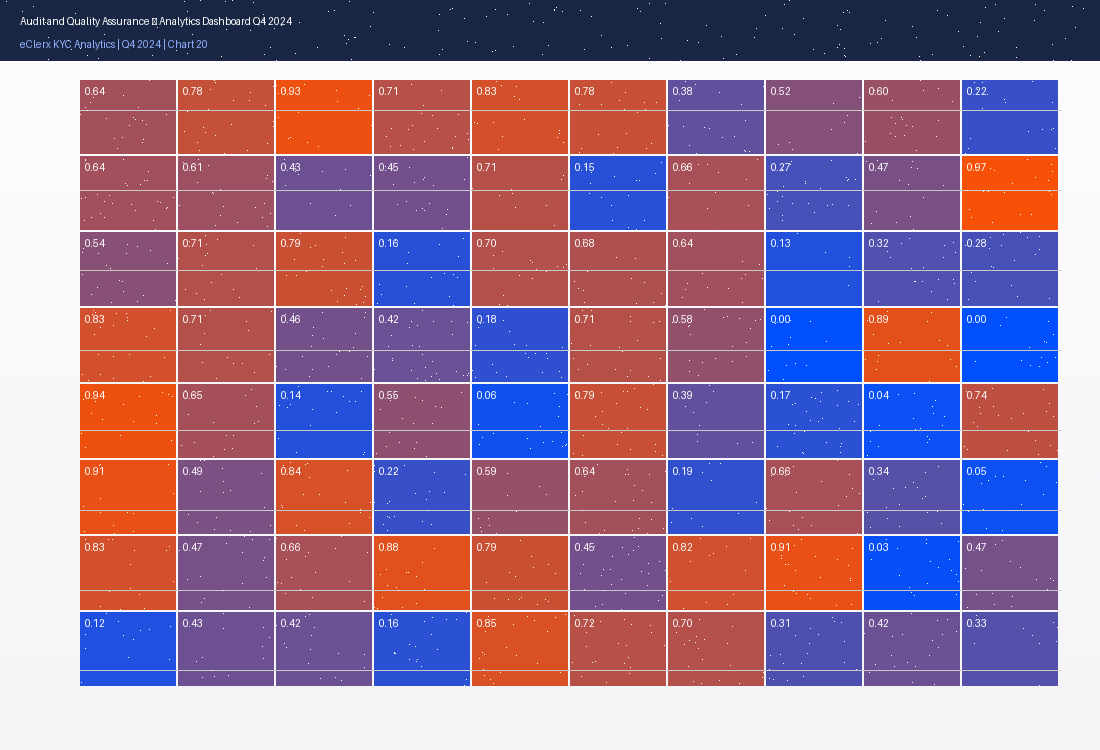 Audit and Quality Assurance ▯ Analytics Dashboard Q4 2024
eClerx KYC Analytics | Q4 2024 | Chart 20
0.64 0.78 0.93 0.71 0.83 0.78 0.38 0.52 0.60 0.22
0.64 0.61 0.43 0.45 0.71 0.15 0.66 0.27 0.47 0.97
0.54 0.71 0.79 0.16 0.70 0.68 0.64 0.13 0.32 0.28
0.83 0.71 0.46 0.42 0.18 0.71 0.58 0.00 0.89 0.00
0.94 0.65 0.14 0.55 0.06 0.79 0.39 0.17 0.04 0.74
0.91 0.49 0.84 0.22 0.59 0.64 0.19 0.66 0.34 0.05
0.83 0.47 0.66 0.88 0.79 0.45 0.82 0.91 0.03 0.47
0.12 0.43 0.42 0.16 0.85 0.72 0.70 0.31 0.42 0.33